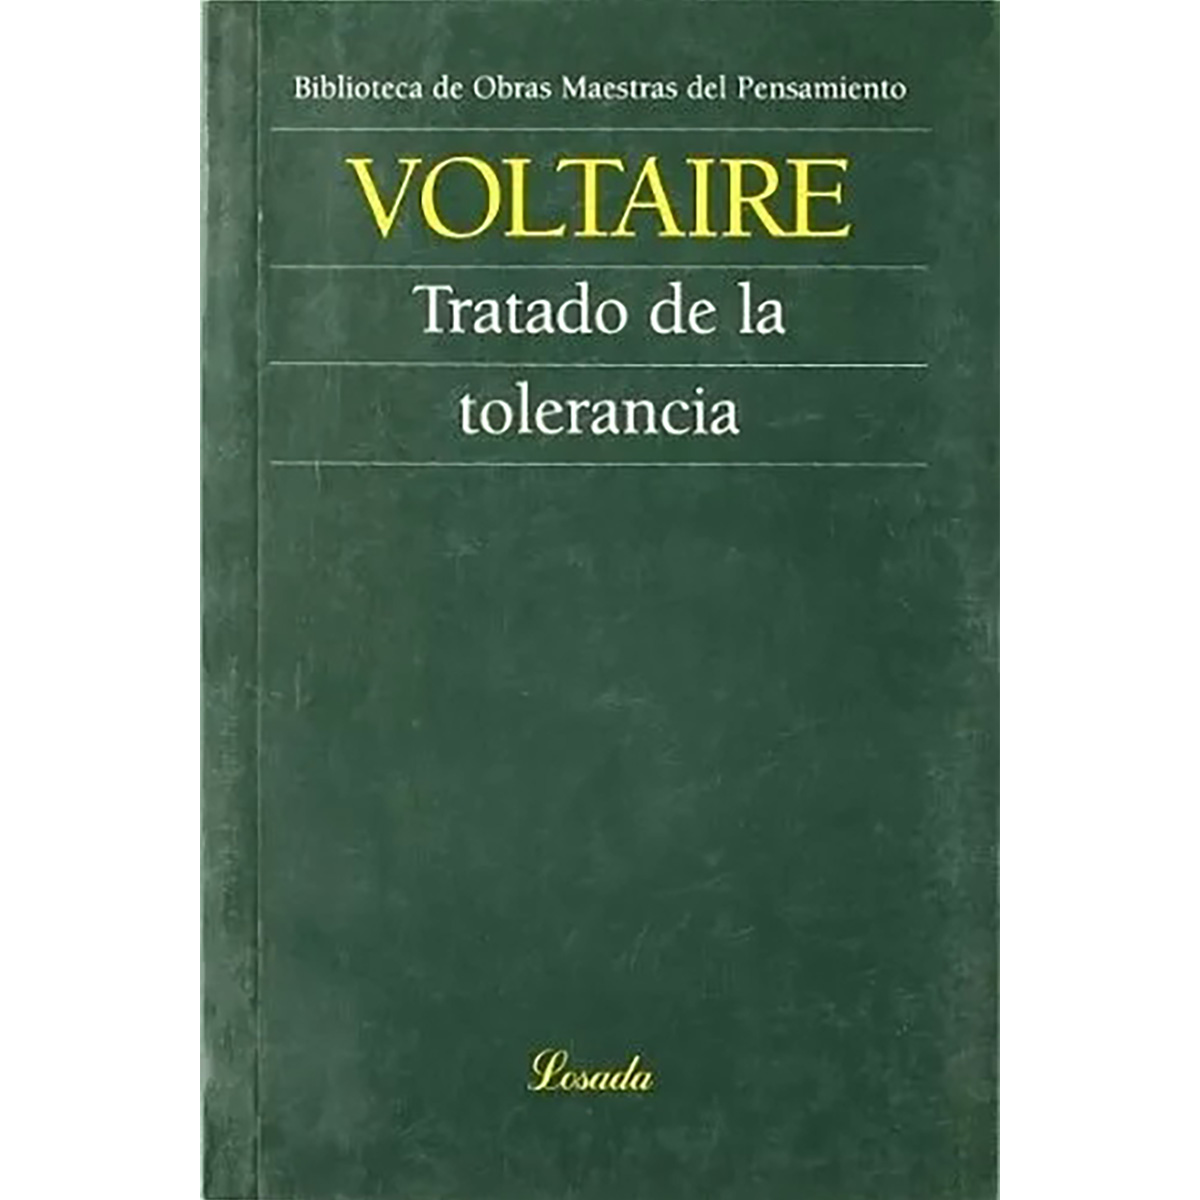 Biblioteca de Obras Maestras del Pensamiento
VOLTAIRE
Tratado de la
tolerancia
Losada